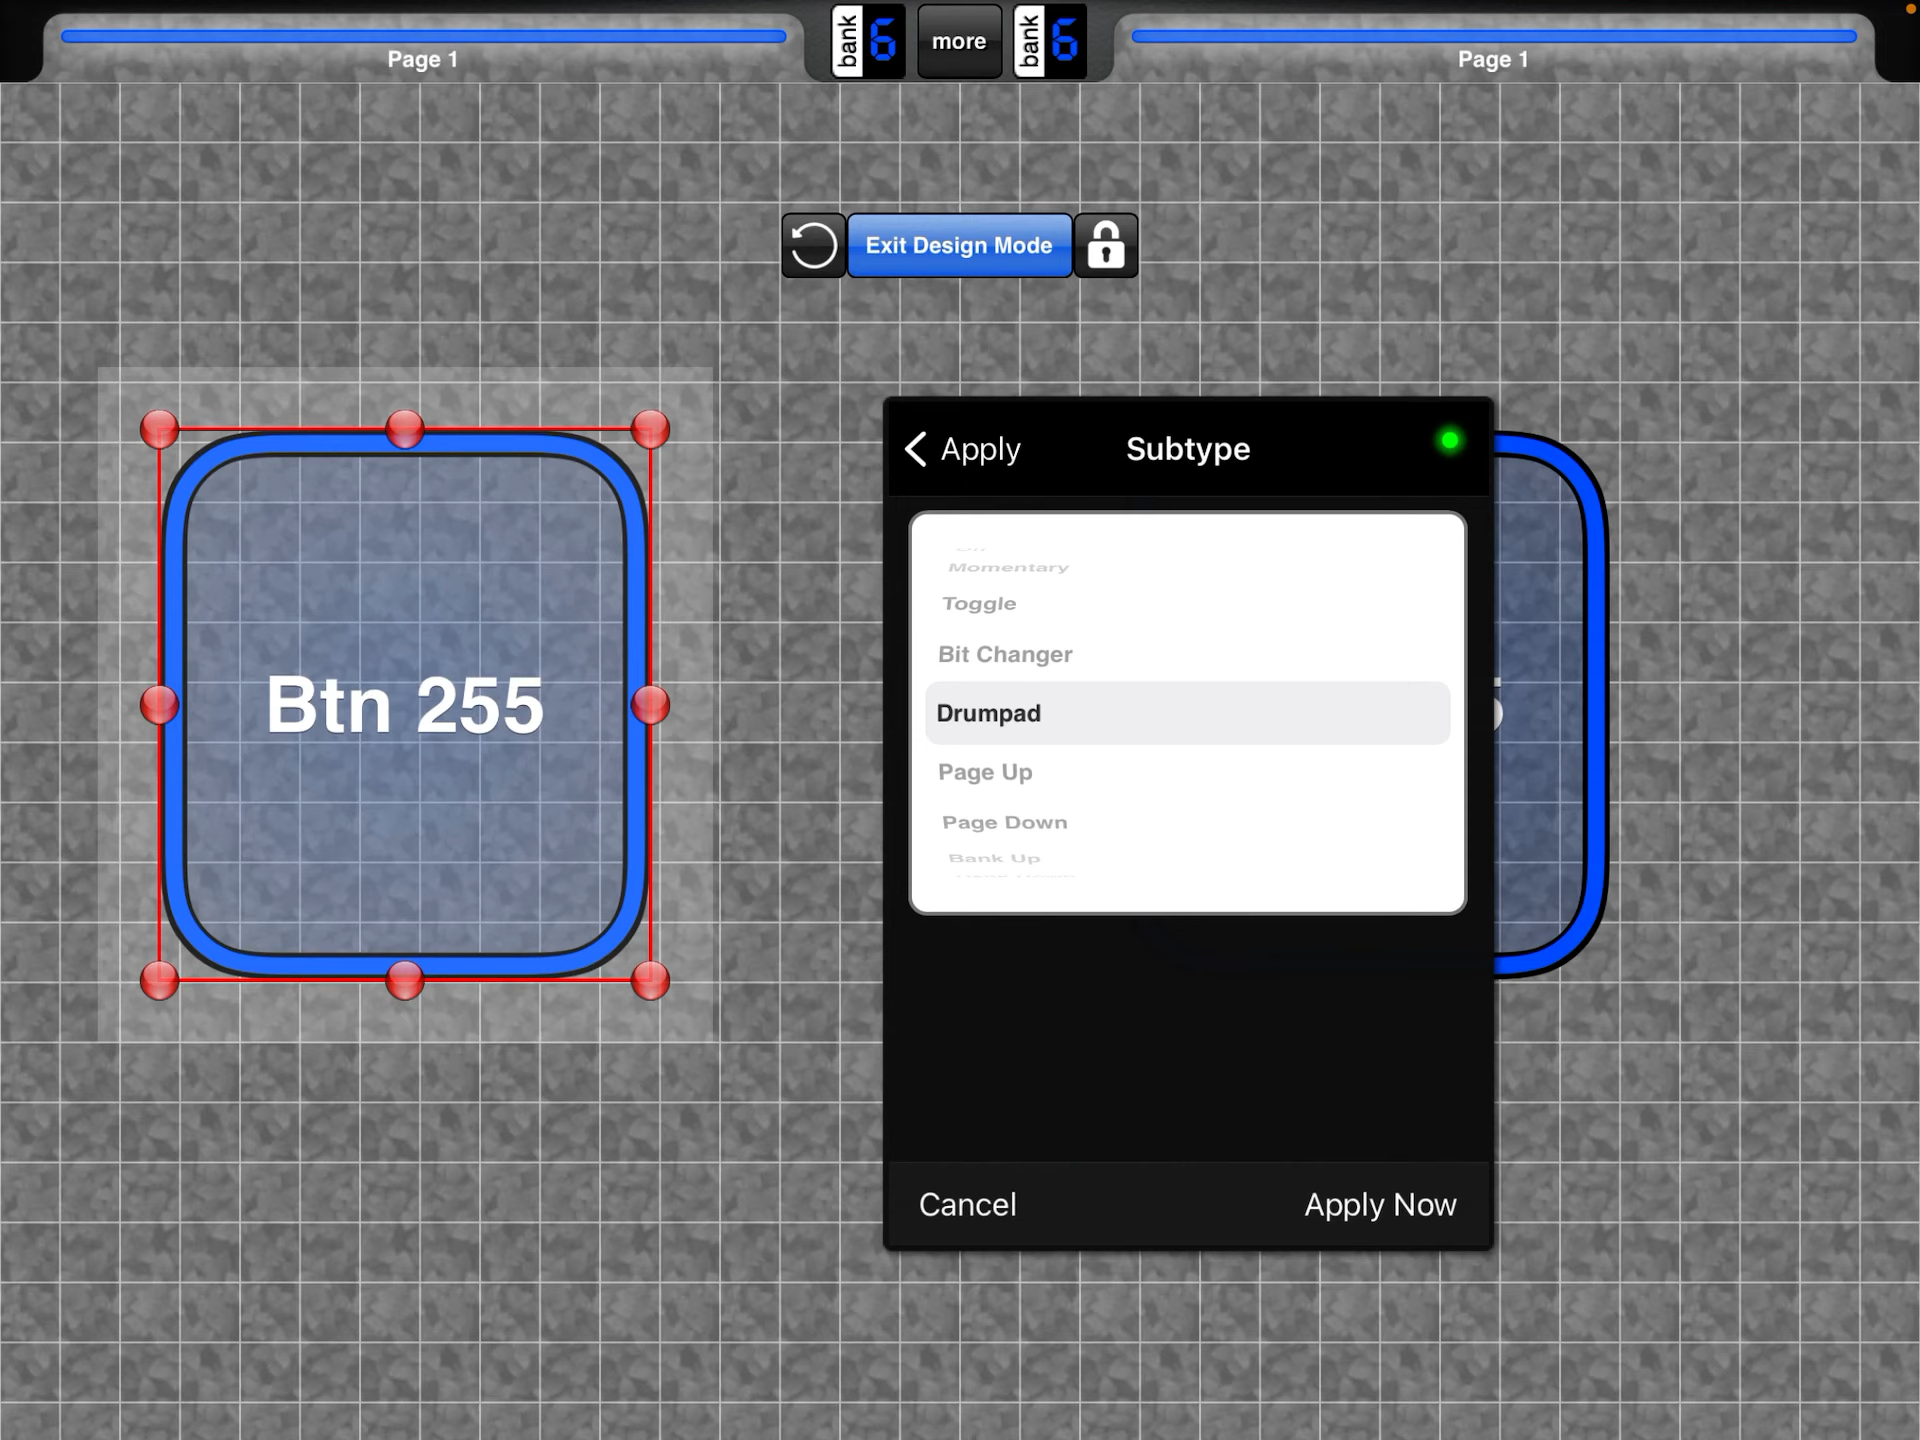 Page 1
bank 6
more
bank 6
Page 1
Exit Design Mode
Btn 255
Apply
Subtype
Momentary
Toggle
Bit Changer
Drumpad
Page Up
Page Down
Bank Up
Cancel
Apply Now